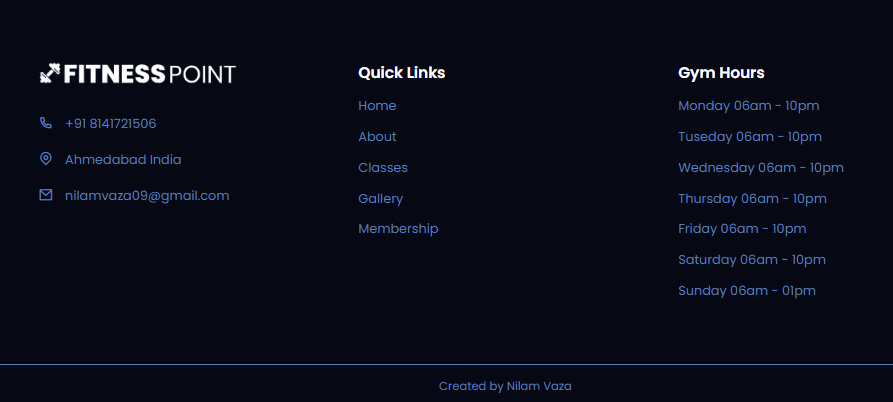 FITNESS POINT
+91 8141721506
Ahmedabad India
nilamvaza09@gmail.com
Quick Links
Home
About
Classes
Gallery
Membership
Gym Hours
Monday 06am - 10pm
Tuseday 06am - 10pm
Wednesday 06am - 10pm
Thursday 06am - 10pm
Friday 06am - 10pm
Saturday 06am - 10pm
Sunday 06am - 01pm
Created by Nilam Vaza